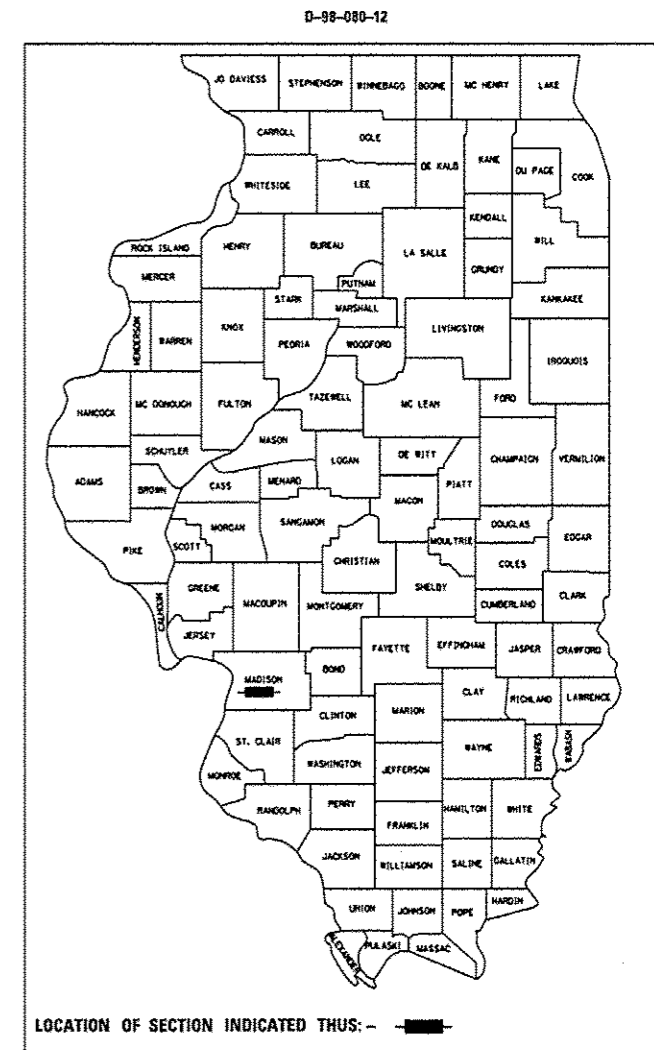 D-98-080-12
JO DAVIESS STEPHENSON WINNEBAGO BOONE MC HENRY LAKE
CARROLL OGLE DE KALB KANE DU PAGE COOK
WHITESIDE LEE
KENDALL WILL
ROCK ISLAND HENRY BUREAU LA SALLE GRUNDY
MERCER PUTNAM KANKAKEE
STARK MARSHALL
HENDERSON WARREN KNOX PEORIA WOODFORD LIVINGSTON IROQUOIS
HANCOCK MC DONOUGH FULTON TAZEWELL MC LEAN FORD
MASON
SCHUYLER LOGAN DE WITT CHAMPAIGN VERMILION
ADAMS BROWN CASS MENARD PIATT
MACON
MORGAN SANGAMON DOUGLAS
PIKE SCOTT CHRISTIAN MOULTRIE EDGAR
COLES
GREENE SHELBY
CALHOUN MACOUPIN MONTGOMERY CUMBERLAND CLARK
JERSEY FAYETTE EFFINGHAM JASPER CRAWFORD
BOND
MADISON CLAY RICHLAND LAWRENCE
CLINTON MARION
ST. CLAIR WAYNE EDWARDS WABASH
WASHINGTON JEFFERSON
MONROE
RANDOLPH PERRY HAMILTON WHITE
FRANKLIN
JACKSON WILLIAMSON SALINE GALLATIN
UNION JOHNSON POPE HARDIN
ALEXANDER PULASKI MASSAC
LOCATION OF SECTION INDICATED THUS:-